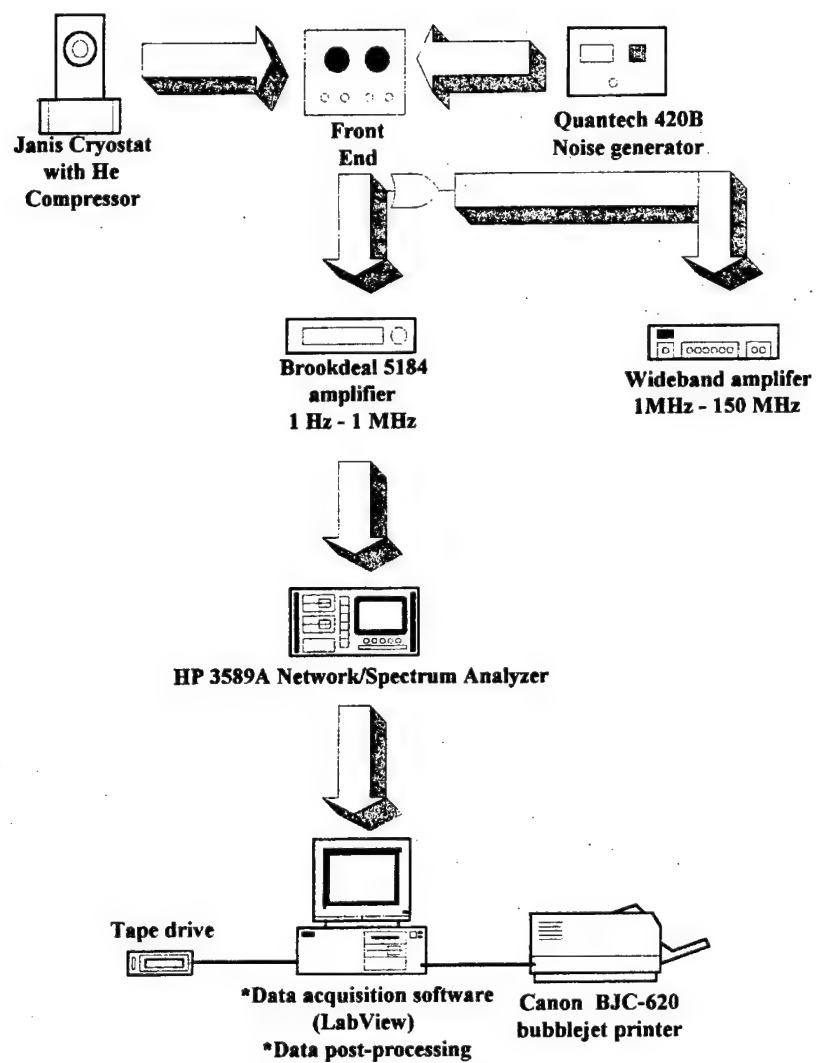 Janis Cryostat
with He
Compressor
Front
End
Quantech 420B
Noise generator
Brookdeal 5184
amplifier
1 Hz - 1 MHz
Wideband amplifer
1MHz - 150 MHz
HP 3589A Network/Spectrum Analyzer
Tape drive
*Data acquisition software
(LabView)
*Data post-processing
Canon BJC-620
bubblejet printer